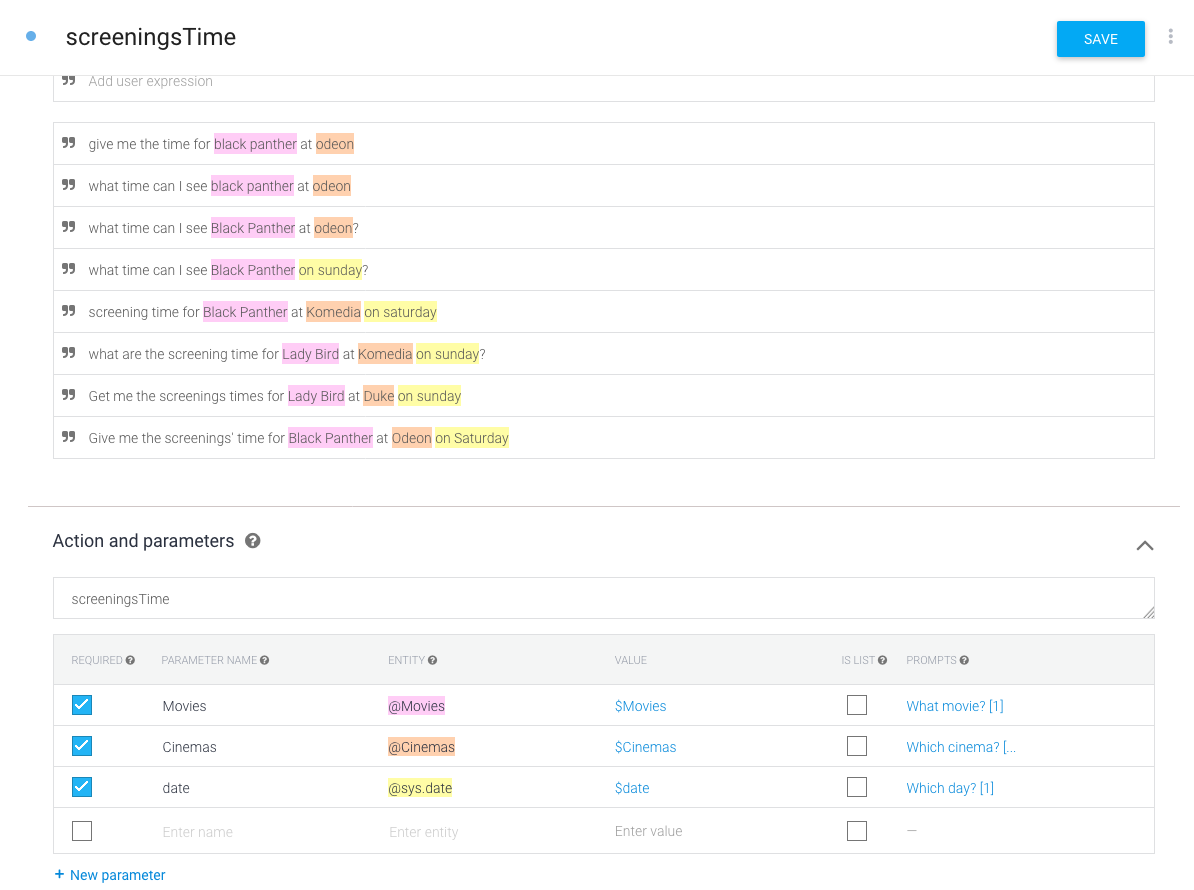 screeningsTime
SAVE
Add user expression
give me the time for black panther at odeon
what time can I see black panther at odeon
what time can I see Black Panther at odeon?
what time can I see Black Panther on sunday?
screening time for Black Panther at Komedia on saturday
what are the screening time for Lady Bird at Komedia on sunday?
Get me the screenings times for Lady Bird at Duke on sunday
Give me the screenings' time for Black Panther at Odeon on Saturday
Action and parameters
screeningsTime
REQUIRED PARAMETER NAME ENTITY VALUE IS LIST PROMPTS
Movies @Movies $Movies What movie? [1]
Cinemas @Cinemas $Cinemas Which cinema? [...
date @sys.date $date Which day? [1]
Enter name Enter entity Enter value —
+ New parameter